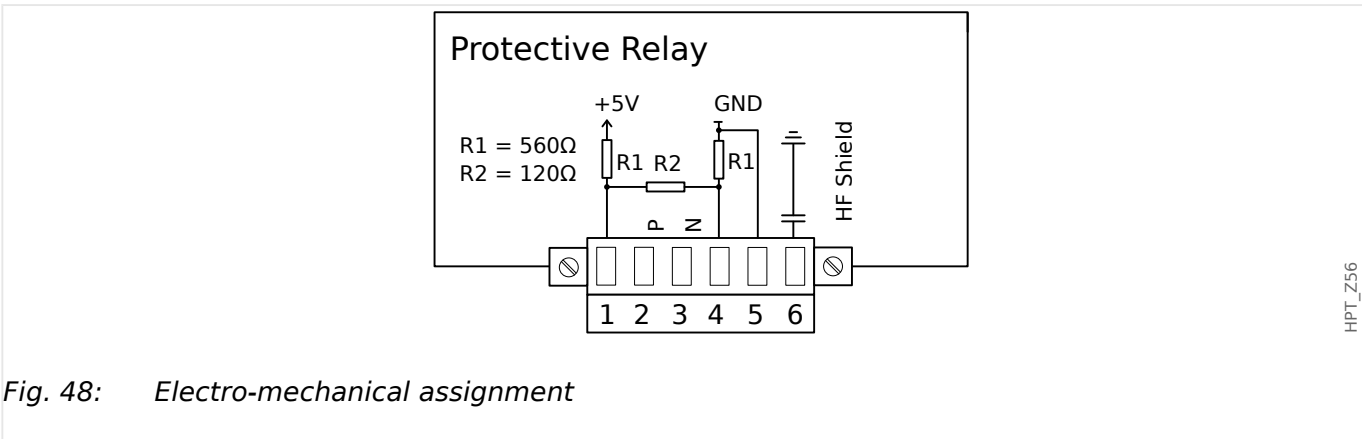 Protective Relay
+5V
GND
R1 = 560Ω
R2 = 120Ω
R1
R2
R1
HF Shield
P
N
1 2 3 4 5 6
HPT_Z56
Fig. 48: Electro-mechanical assignment